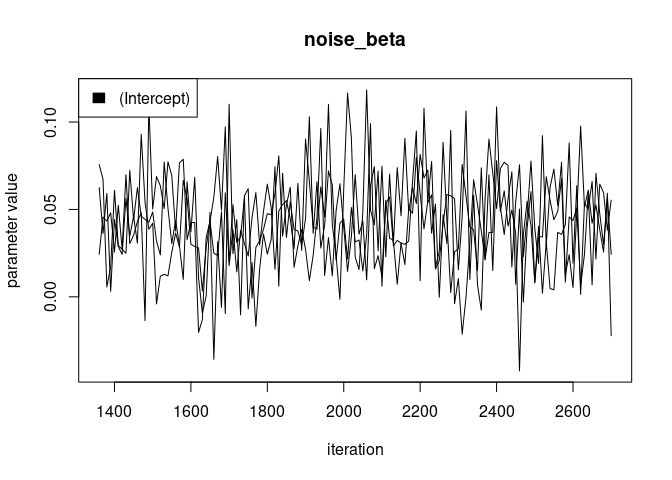 noise_beta
(Intercept)
parameter value
0.10
0.05
0.00
1400 1600 1800 2000 2200 2400 2600
iteration